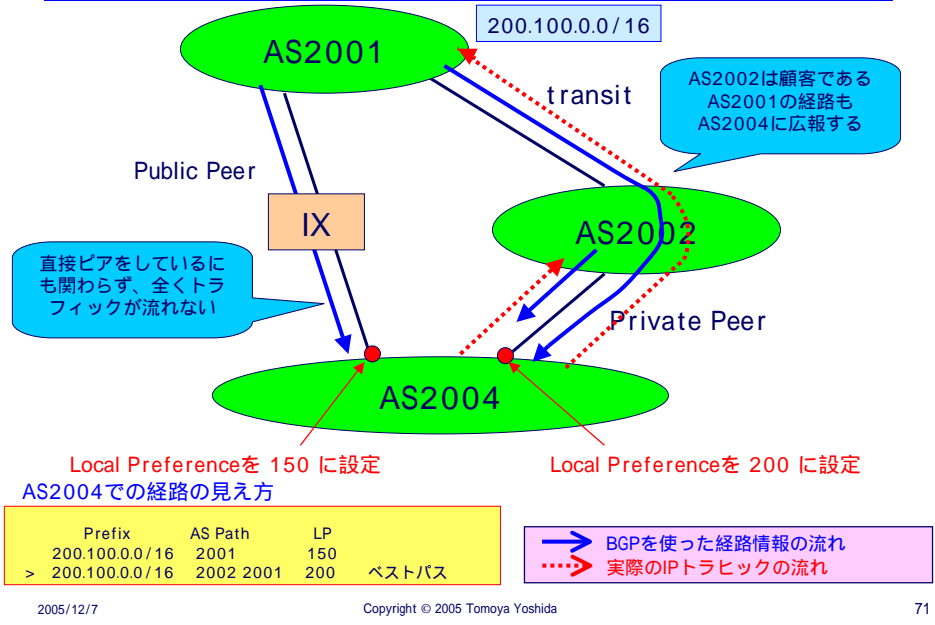 200.100.0.0/16
AS2001
transit
AS2002は顧客である
AS2001の経路も
AS2004に広報する
Public Peer
IX
AS2002
直接ピアをしているに
も関わらず、全くトラ
フィックが流れない
Private Peer
AS2004
Local Preferenceを 150 に設定
Local Preferenceを 200 に設定
AS2004での経路の見え方
Prefix AS Path LP
200.100.0.0/16 2001 150
> 200.100.0.0/16 2002 2001 200 ベストパス
BGPを使った経路情報の流れ
実際のIPトラヒックの流れ
2005/12/7 Copyright © 2005 Tomoya Yoshida 71